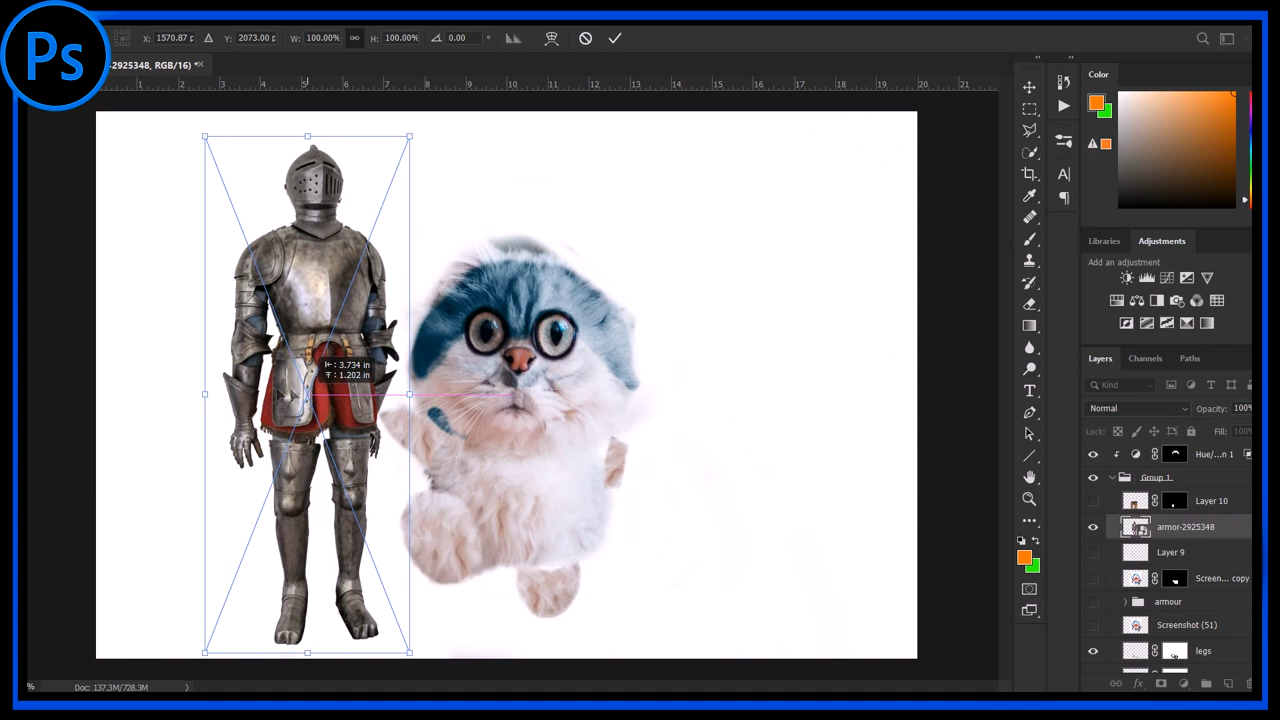 Ps
X: 1570.87 p Y: 2073.00 p W: 100.00% H: 100.00% 0.00 °
-2925348, RGB/16) *
1 2 3 4 5 6 7 8 9 10 11 12 13 14 15 16 17 18 19 20 21
Color
Libraries Adjustments
Add an adjustment
: 3.734 in
: 1.202 in
Layers Channels Paths
Kind
Normal Opacity: 100%
Lock: Fill: 100%
Hue/...n 1
Group 1
Layer 10
armor-2925348
Layer 9
Screen... copy
armour
Screenshot (51)
legs
% Doc: 137.3M/728.3M
fx